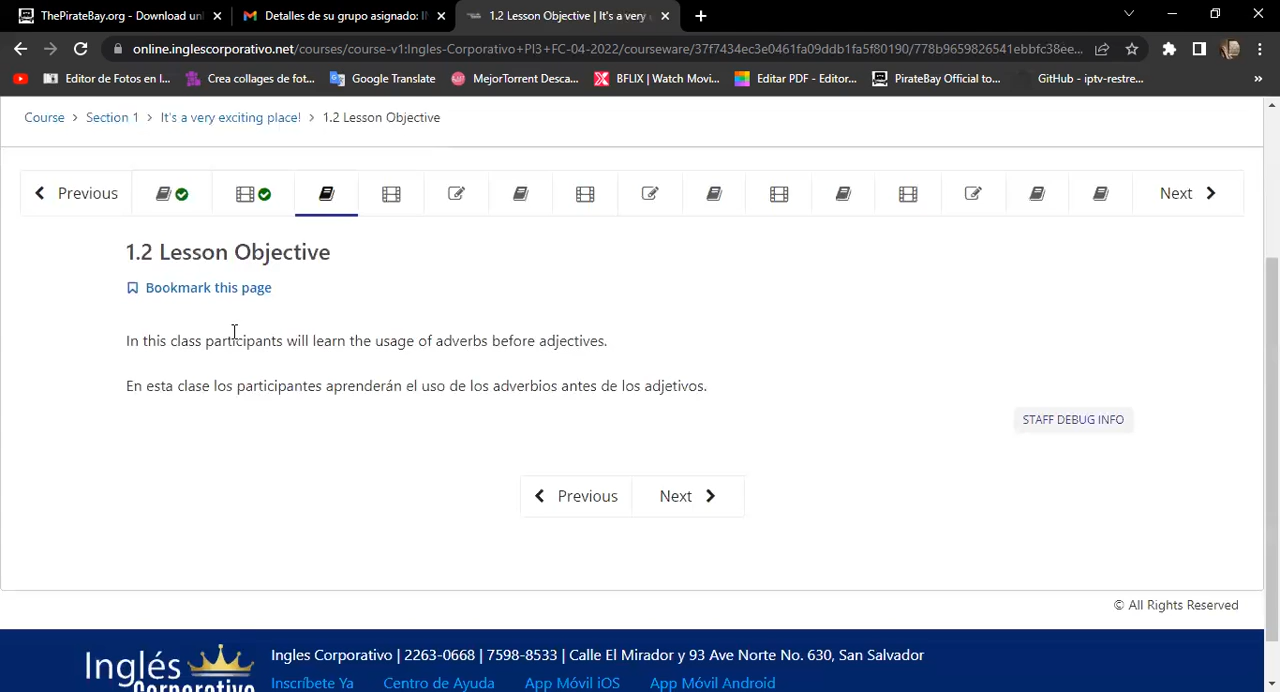 ThePirateBay.org - Download unl
Detalles de su grupo asignado: I
1.2 Lesson Objective | It's a very
online.inglescorporativo.net/courses/course-v1:Ingles-Corporativo+PI3+FC-04-2022/courseware/37f7434ec3e0461fa09ddb1fa5f80190/778b9659826541ebbfc38ee...
Editor de Fotos en l...
Crea collages de fot...
Google Translate
MejorTorrent Desca...
BFLIX | Watch Movi...
Editar PDF - Editor...
PirateBay Official to...
GitHub - iptv-restre...
»
Course > Section 1 > It's a very exciting place! > 1.2 Lesson Objective
Previous
Next
1.2 Lesson Objective
Bookmark this page
In this class participants will learn the usage of adverbs before adjectives.
En esta clase los participantes aprenderán el uso de los adverbios antes de los adjetivos.
STAFF DEBUG INFO
Previous
Next
© All Rights Reserved
Inglés
Corporativo
Ingles Corporativo | 2263-0668 | 7598-8533 | Calle El Mirador y 93 Ave Norte No. 630, San Salvador
Inscríbete Ya
Centro de Ayuda
App Móvil iOS
App Móvil Android